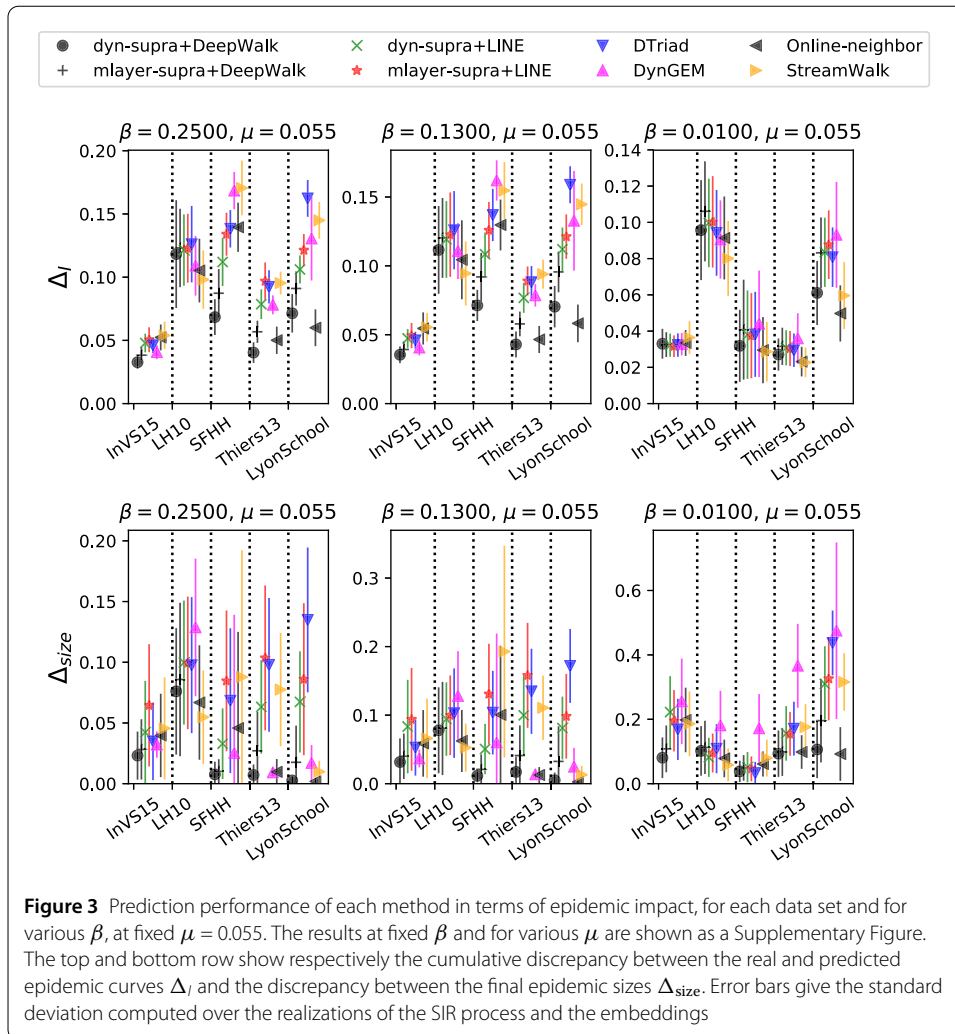 dyn-supra+DeepWalk dyn-supra+LINE DTriad Online-neighbor
mlayer-supra+DeepWalk mlayer-supra+LINE DynGEM StreamWalk
β = 0.2500, μ = 0.055 β = 0.1300, μ = 0.055 β = 0.0100, μ = 0.055
Δ_I
0.20
0.15
0.10
0.05
0.00
0.20
0.15
0.10
0.05
0.00
0.14
0.12
0.10
0.08
0.06
0.04
0.02
0.00
InVS15 LH10 SFHH Thiers13 LyonSchool InVS15 LH10 SFHH Thiers13 LyonSchool InVS15 LH10 SFHH Thiers13 LyonSchool
β = 0.2500, μ = 0.055 β = 0.1300, μ = 0.055 β = 0.0100, μ = 0.055
Δ_size
0.20
0.15
0.10
0.05
0.00
0.3
0.2
0.1
0.0
0.6
0.4
0.2
0.0
InVS15 LH10 SFHH Thiers13 LyonSchool InVS15 LH10 SFHH Thiers13 LyonSchool InVS15 LH10 SFHH Thiers13 LyonSchool
Figure 3 Prediction performance of each method in terms of epidemic impact, for each data set and for
various β, at fixed μ = 0.055. The results at fixed β and for various μ are shown as a Supplementary Figure.
The top and bottom row show respectively the cumulative discrepancy between the real and predicted
epidemic curves Δ_I and the discrepancy between the final epidemic sizes Δ_size. Error bars give the standard
deviation computed over the realizations of the SIR process and the embeddings